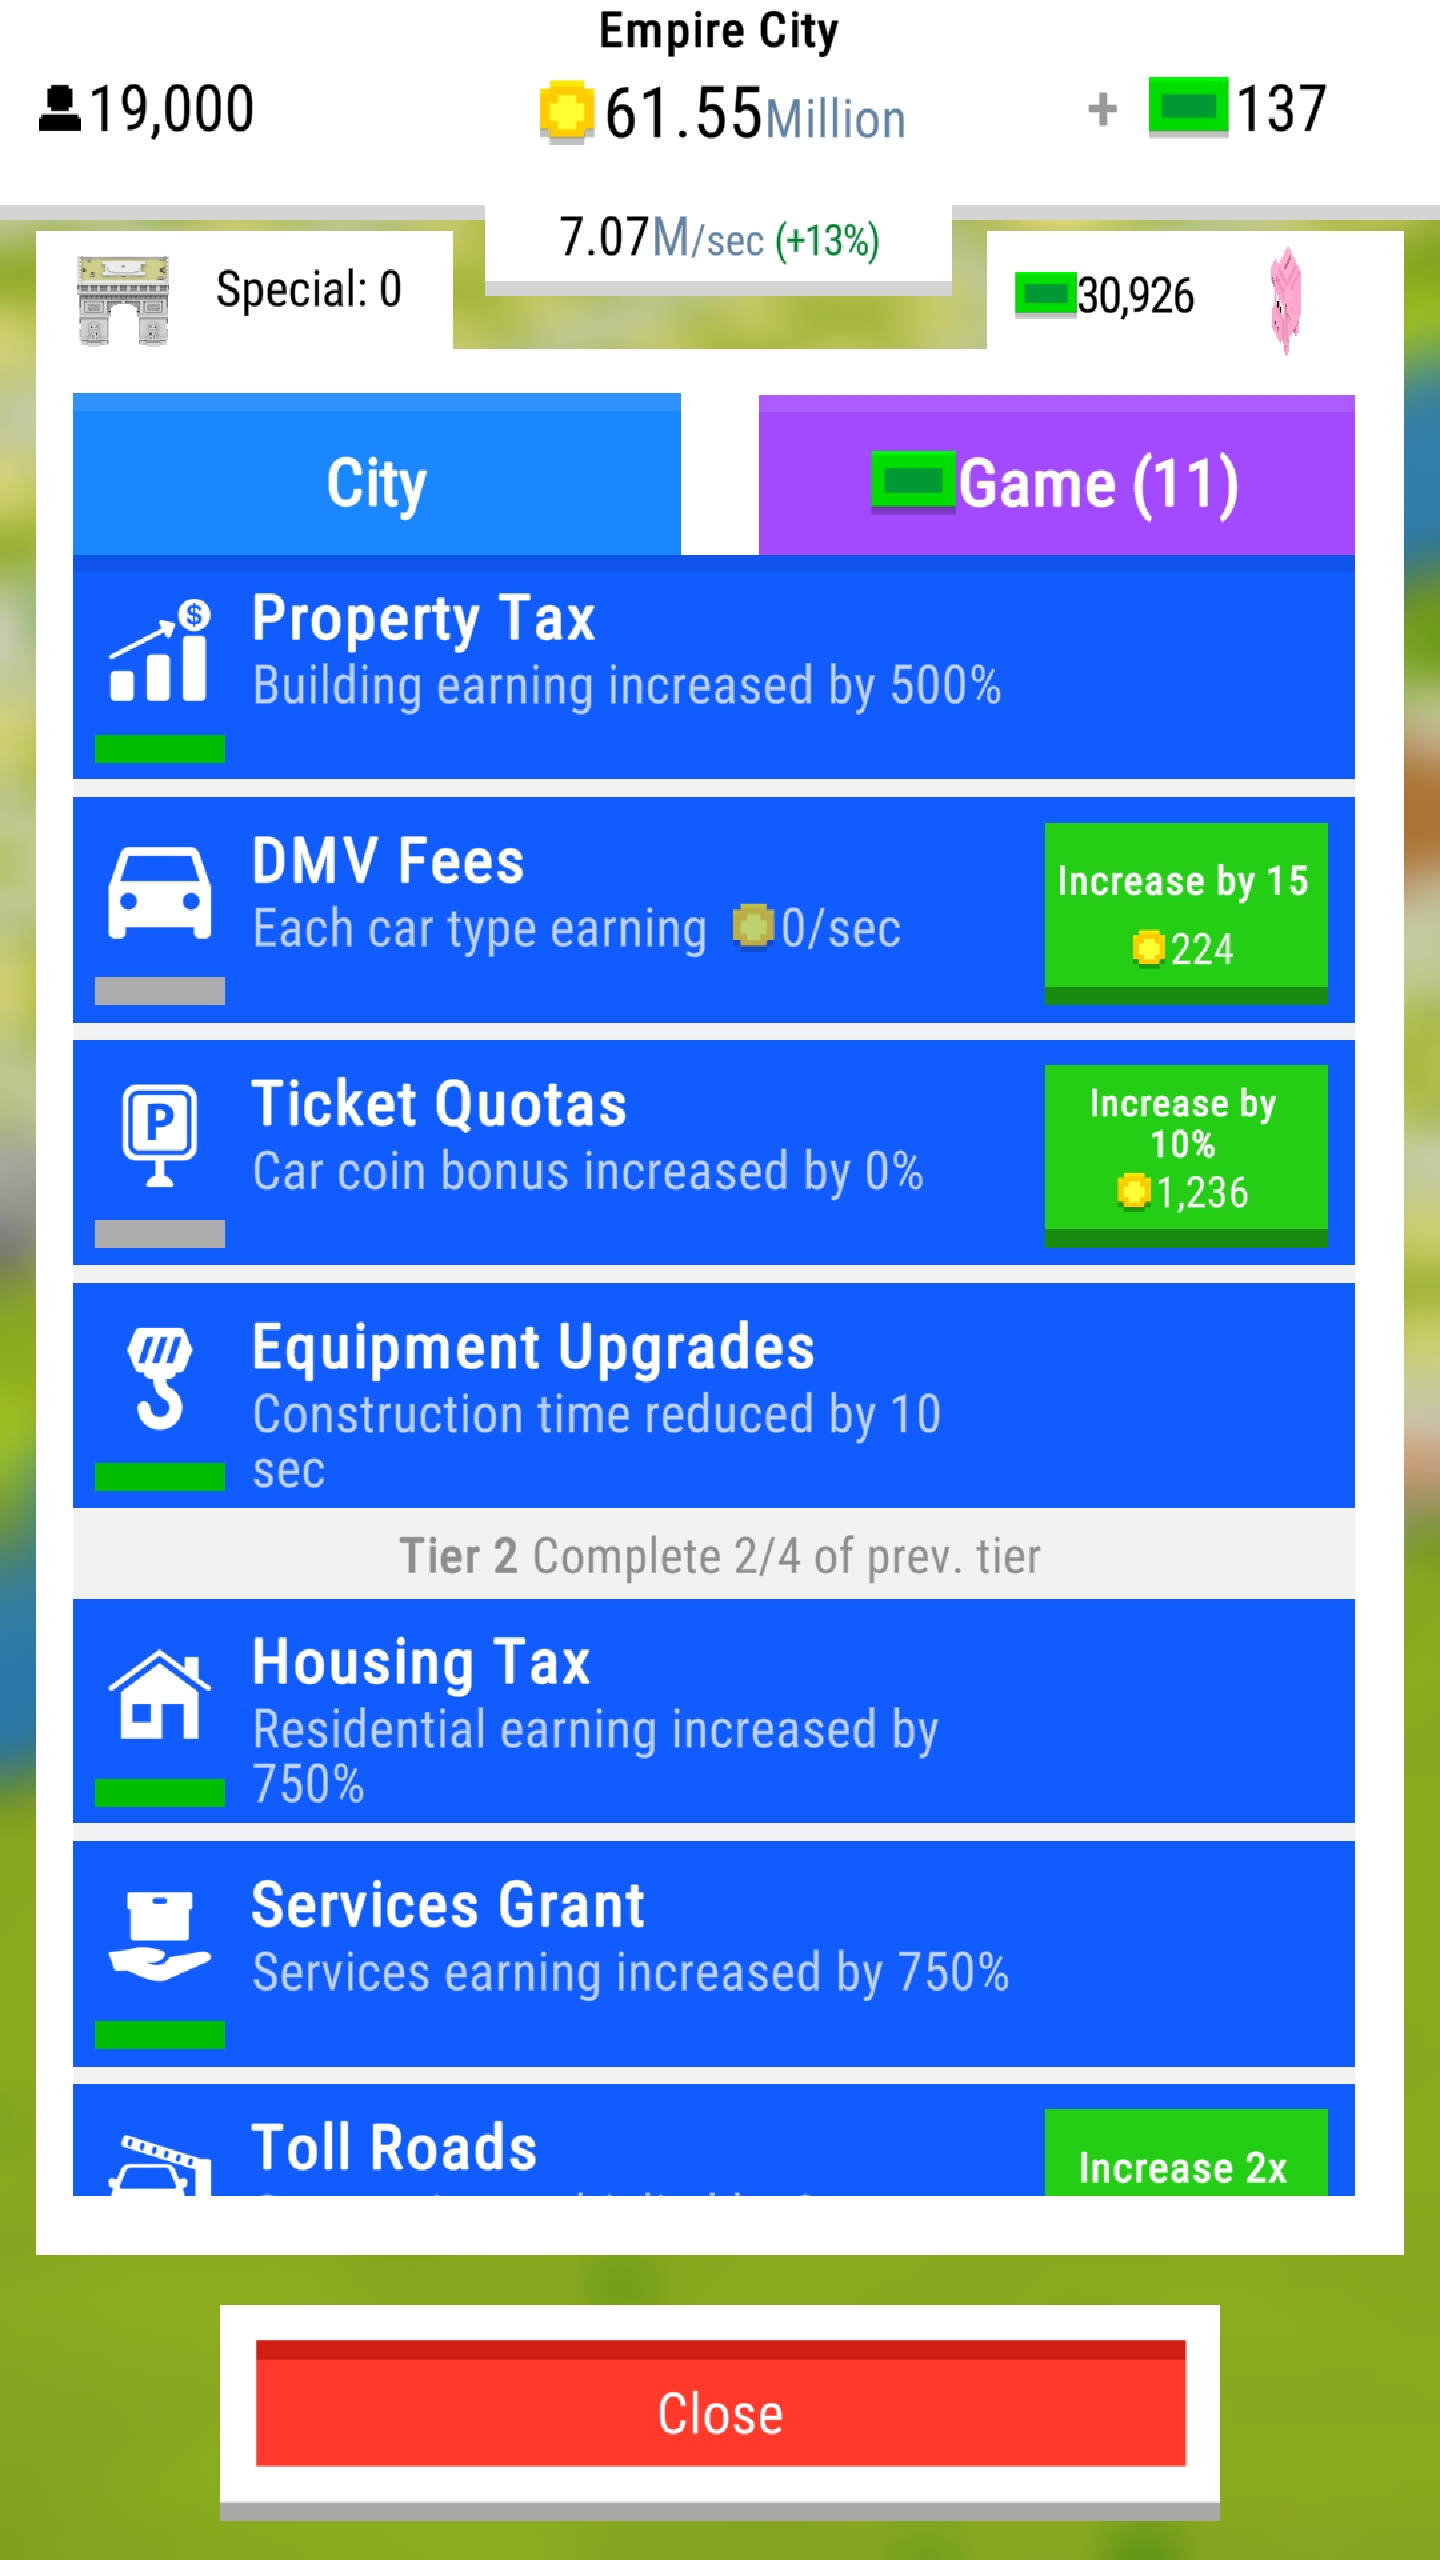 Empire City
19,000
61.55Million
+ 137
7.07M/sec (+13%)
Special: 0
30,926
City
Game (11)
$
Property Tax
Building earning increased by 500%
DMV Fees
Each car type earning 0/sec
Increase by 15
224
P
Ticket Quotas
Car coin bonus increased by 0%
Increase by
10%
1,236
Equipment Upgrades
Construction time reduced by 10
sec
Tier 2 Complete 2/4 of prev. tier
Housing Tax
Residential earning increased by
750%
Services Grant
Services earning increased by 750%
Toll Roads
Increase 2x
Close